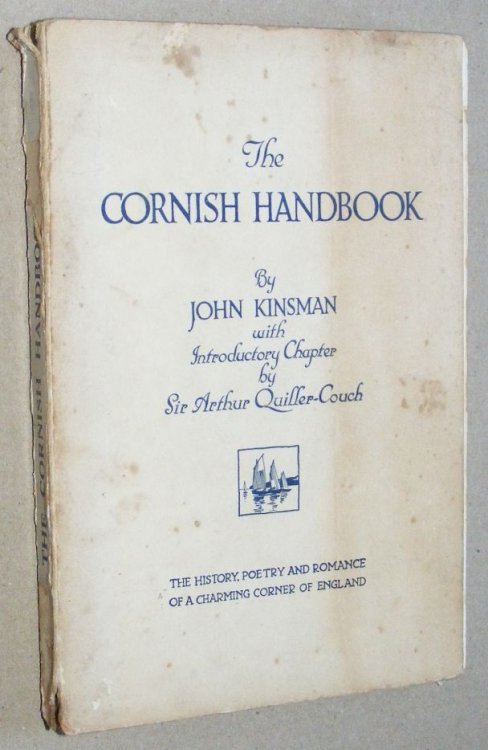 The
CORNISH HANDBOOK
By
JOHN KINSMAN
with
Introductory Chapter
by
Sir Arthur Quiller-Couch
THE HISTORY, POETRY AND ROMANCE
OF A CHARMING CORNER OF ENGLAND
THE CORNISH HANDBO